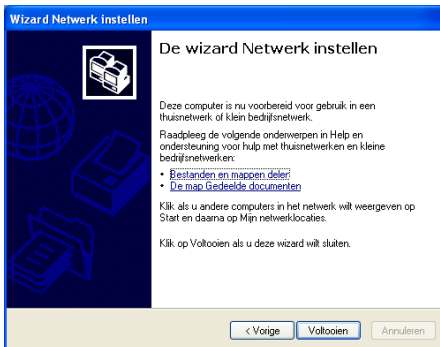 Wizard Netwerk instellen
De wizard Netwerk instellen
Deze computer is nu voorbereid voor gebruik in een
thuisnetwerk of klein bedrijfsnetwerk.
Raadpleeg de volgende onderwerpen in Help en
ondersteuning voor hulp met thuisnetwerken en kleine
bedrijfsnetwerken:
• Bestanden en mappen delen
• De map Gedeelde documenten
Klik als u andere computers in het netwerk wilt weergeven op
Start en daarna op Mijn netwerklocaties.
Klik op Voltooien als u deze wizard wilt sluiten.
< Vorige
Voltooien
Annuleren